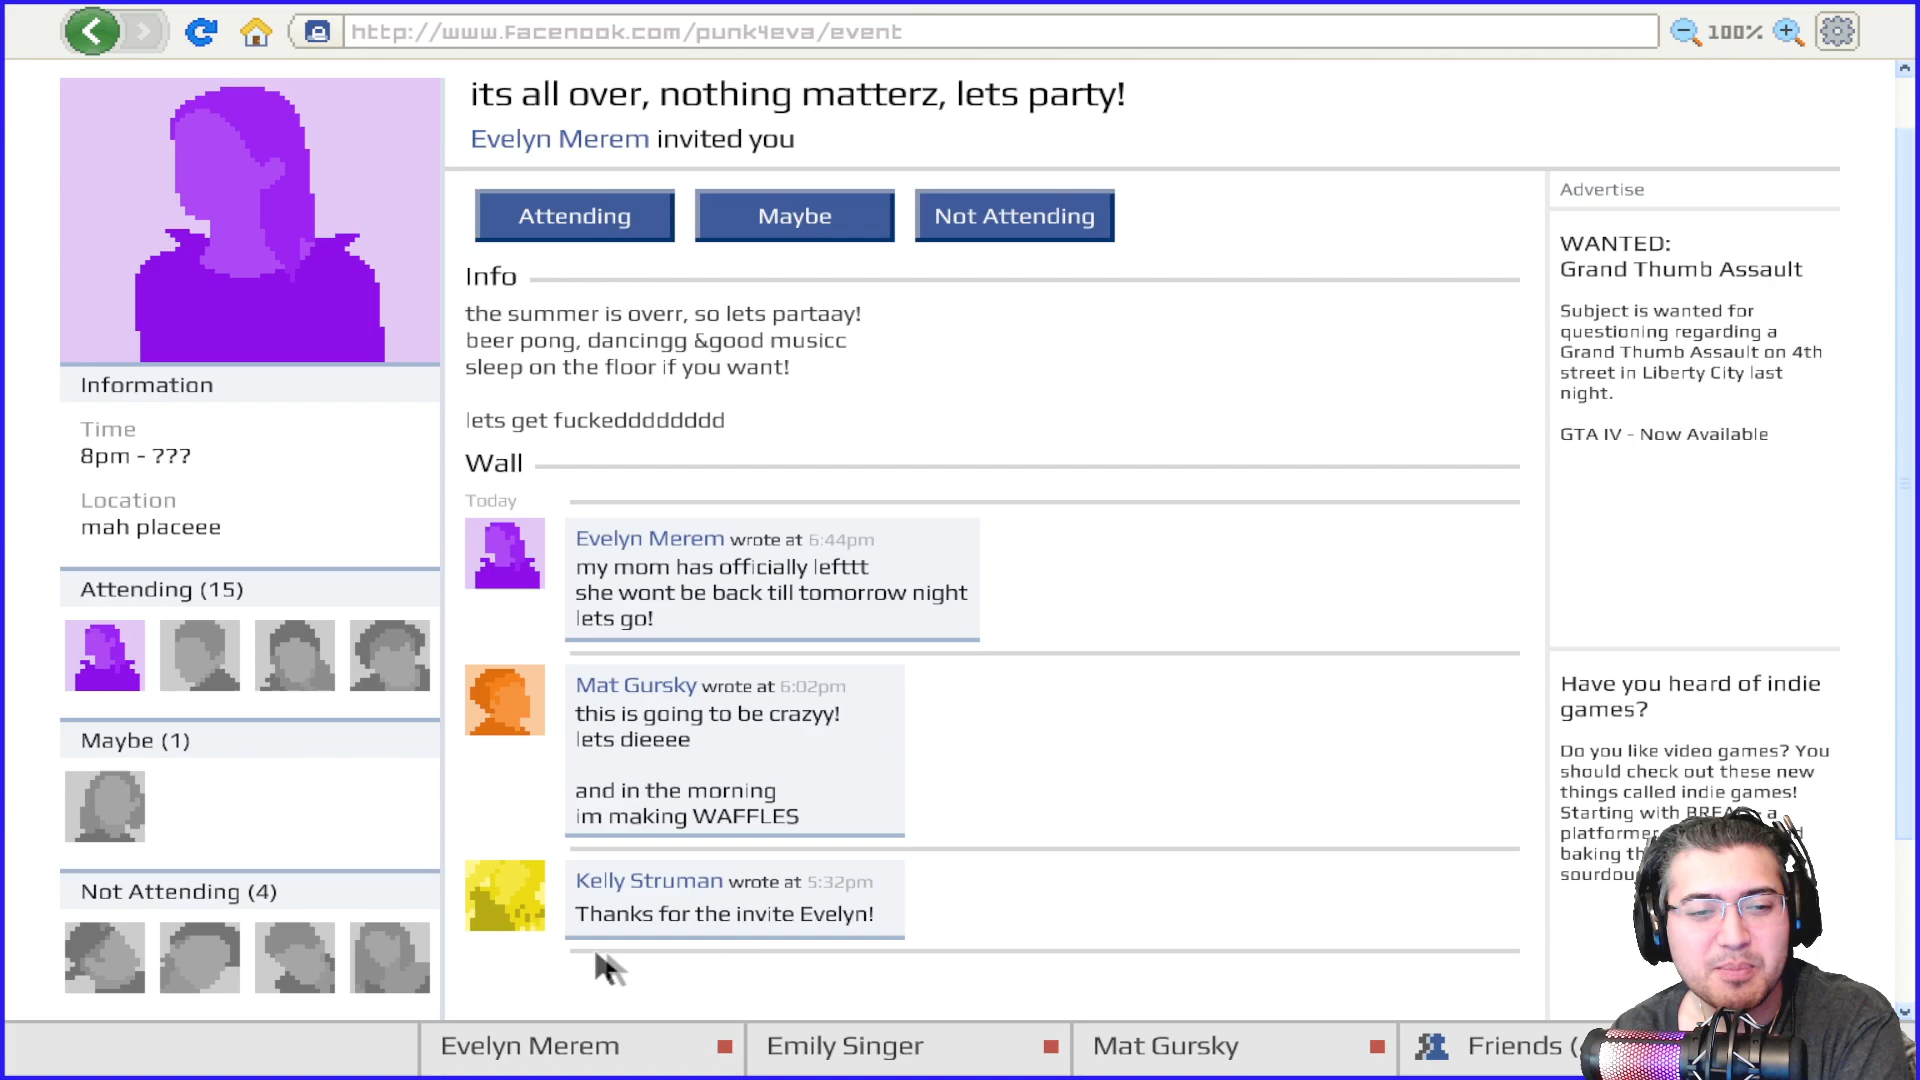 http://www.Facenook.com/punk4eva/event
100%
its all over, nothing matterz, lets party!
Evelyn Merem invited you
Attending
Maybe
Not Attending
Info
the summer is overr, so lets partaay!
beer pong, dancingg &good musicc
sleep on the floor if you want!
lets get fuckedddddddd
Wall
Today
Evelyn Merem wrote at 6:44pm
my mom has officially lefttt
she wont be back till tomorrow night
lets go!
Mat Gursky wrote at 6:02pm
this is going to be crazyy!
lets dieeee
and in the morning
im making WAFFLES
Kelly Struman wrote at 5:32pm
Thanks for the invite Evelyn!
Information
Time
8pm - ???
Location
mah placeee
Attending (15)
Maybe (1)
Not Attending (4)
Advertise
WANTED:
Grand Thumb Assault
Subject is wanted for
questioning regarding a
Grand Thumb Assault on 4th
street in Liberty City last
night.
GTA IV - Now Available
Have you heard of indie
games?
Do you like video games? You
should check out these new
things called indie games!
Starting with a
platformer
baking
Evelyn Merem
Emily Singer
Mat Gursky
Friends (